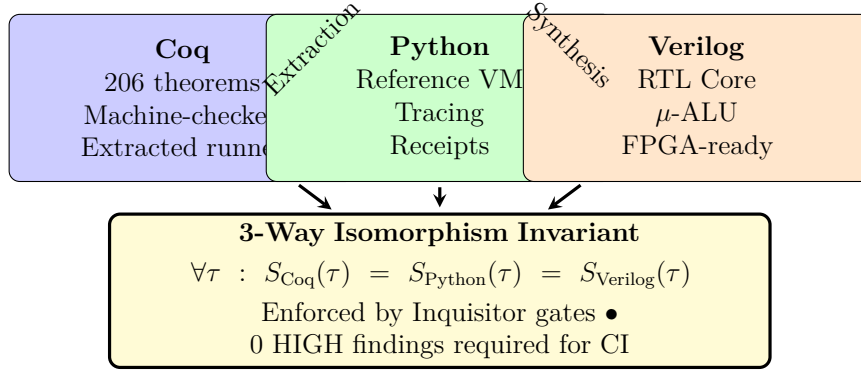 Coq
206 theorems
Machine-checke
Extracted runne
Extraction
Python
Reference VM
Tracing
Receipts
Synthesis
Verilog
RTL Core
μ-ALU
FPGA-ready
3-Way Isomorphism Invariant
∀τ : S_Coq(τ) = S_Python(τ) = S_Verilog(τ)
Enforced by Inquisitor gates •
0 HIGH findings required for CI